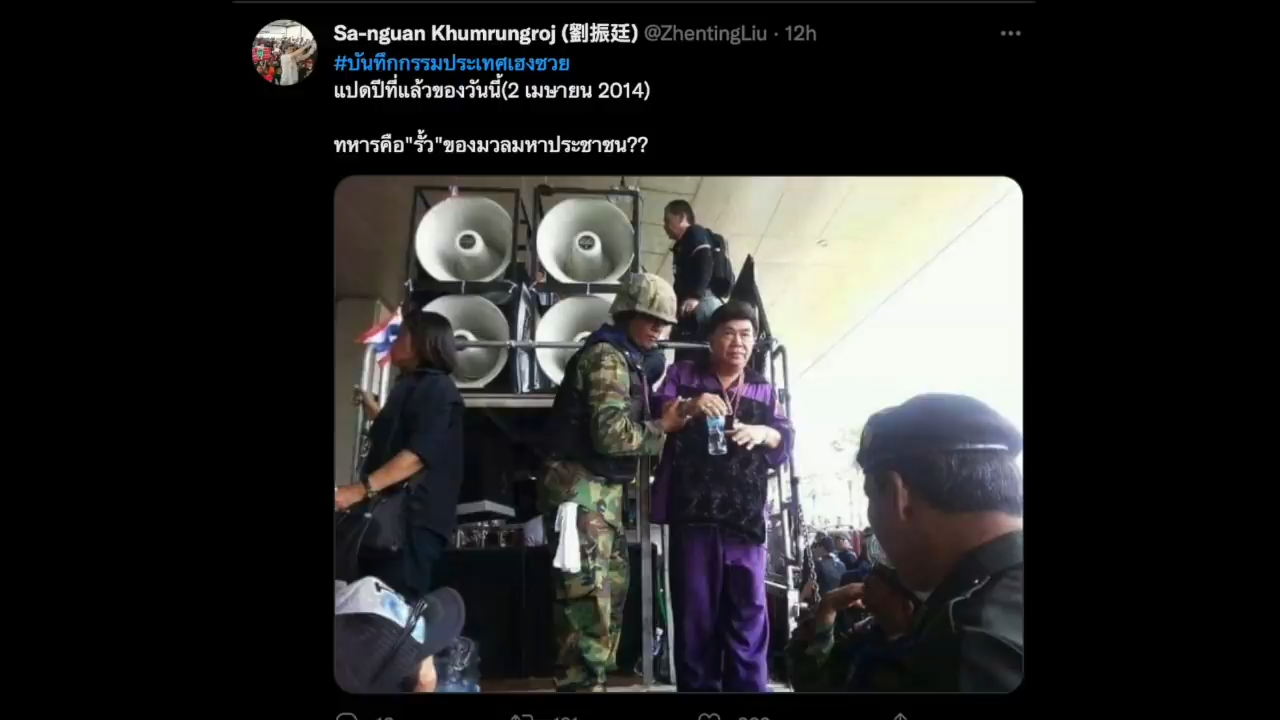 Sa-nguan Khumrungroj (劉振廷) @ZhentingLiu · 12h
#บันทึกกรรมประเทศเฮงซวย
แปดปีที่แล้วของวันนี้(2 เมษายน 2014)
ทหารคือ"รั้ว"ของมวลมหาประชาชน??